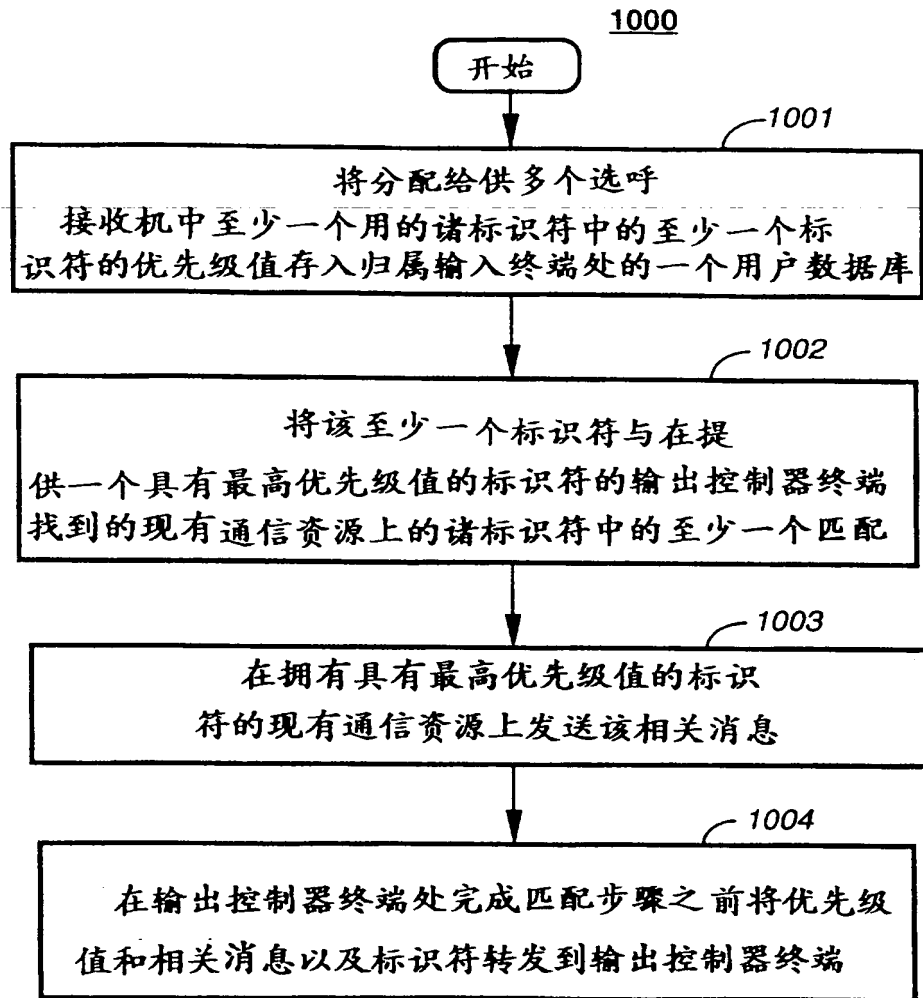 1000
开始
1001
将分配给供多个选呼
接收机中至少一个用的诸标识符中的至少一个标
识符的优先级值存入归属输入终端处的一个用户数据库
1002
将该至少一个标识符与在提
供一个具有最高优先级值的标识符的输出控制器终端
找到的现有通信资源上的诸标识符中的至少一个匹配
1003
在拥有具有最高优先级值的标识
符的现有通信资源上发送该相关消息
1004
在输出控制器终端处完成匹配步骤之前将优先级
值和相关消息以及标识符转发到输出控制器终端